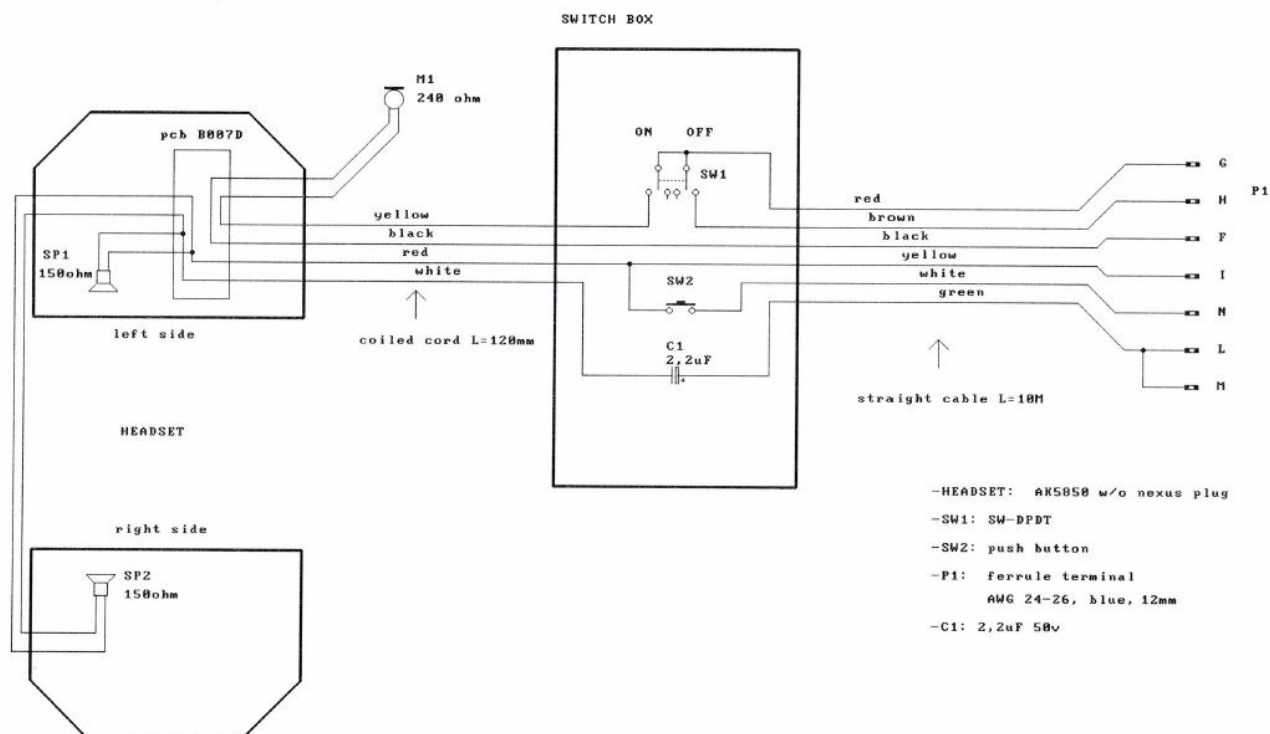 SWITCH BOX
M1
240 ohm
pcb B007D
ON OFF
SW1
G
P1
red
H
yellow
brown
black
black
F
SP1
150ohm
red
yellow
white
SW2
white
I
green
N
left side
coiled cord L=120mm
C1
2,2uF
+
L
straight cable L=10M
M
HEADSET
-HEADSET: AK5850 w/o nexus plug
right side
-SW1: SW-DPDT
-SW2: push button
SP2
150ohm
-P1: ferrule terminal
AWG 24-26, blue, 12mm
-C1: 2,2uF 50v